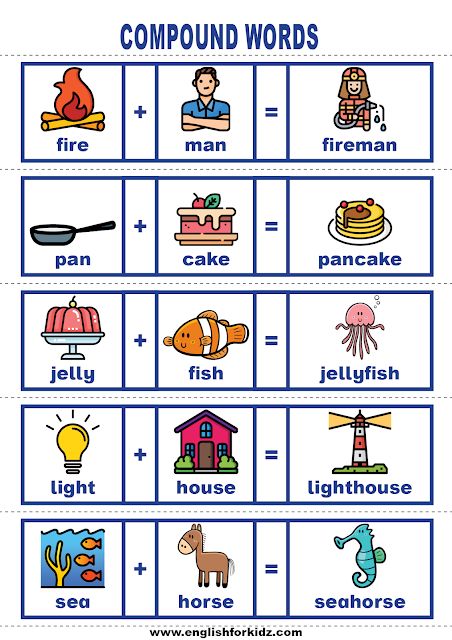 COMPOUND WORDS
fire + man = fireman
pan + cake = pancake
jelly + fish = jellyfish
light + house = lighthouse
sea + horse = seahorse
www.englishforkidz.com